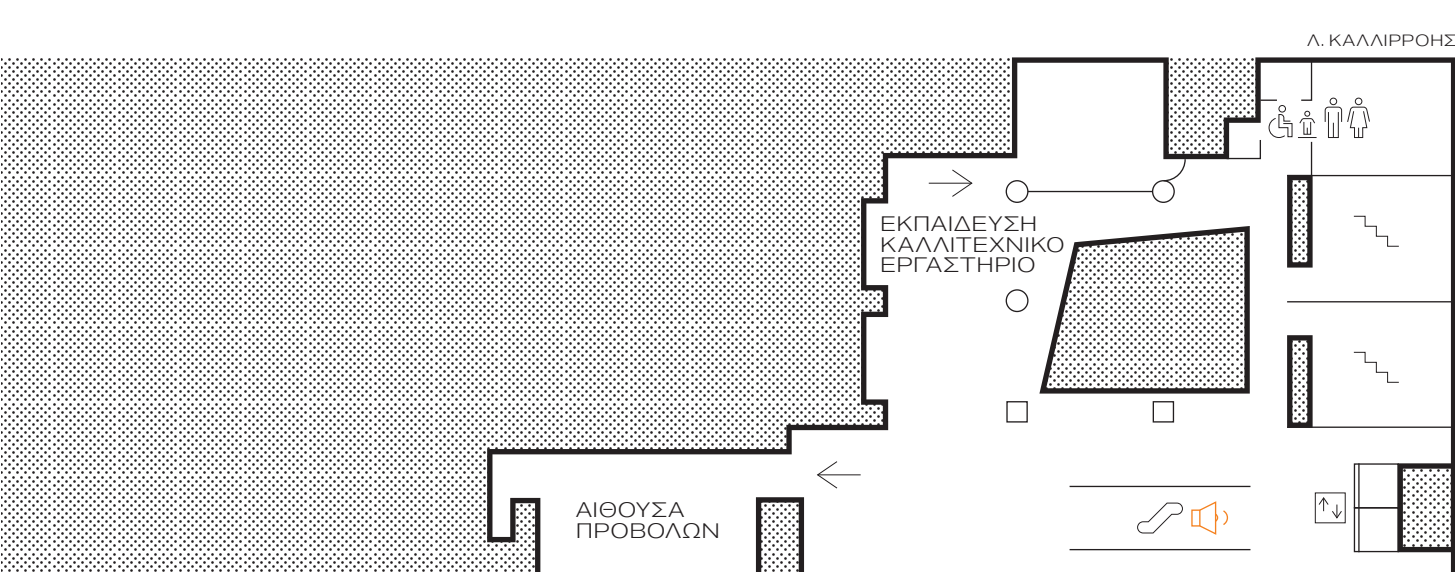 Λ. ΚΑΛΛΙΡΡΟΗΣ
ΕΚΠΑΙΔΕΥΣΗ
ΚΑΛΛΙΤΕΧΝΙΚΟ
ΕΡΓΑΣΤΗΡΙΟ
ΑΙΘΟΥΣΑ
ΠΡΟΒΟΛΩΝ